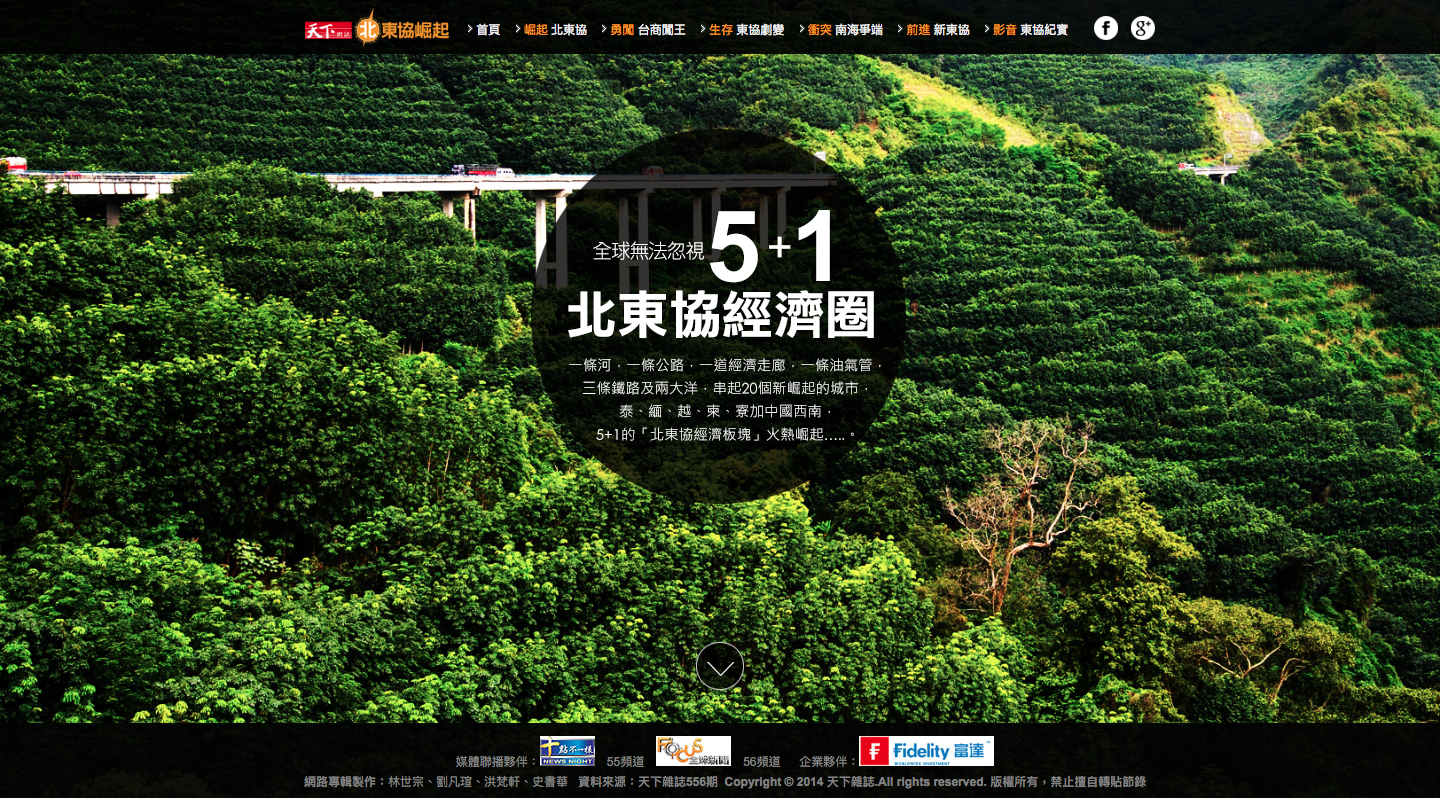 天下雜誌 北東協崛起 首頁 崛起 北東協 勇闖 台商闖王 生存 東協劇變 衝突 南海爭端 前進 新東協 影音 東協紀實 f g+
全球無法忽視 5+1
北東協經濟圈
一條河，一條公路，一道經濟走廊，一條油氣管，
三條鐵路及兩大洋，串起20個新崛起的城市，
泰、緬、越、柬、寮加中國西南，
5+1的「北東協經濟板塊」火熱崛起…..。
媒體聯播夥伴： 十點不一樣 NEWS NIGHT 55頻道 FOCUS 全球新聞 56頻道 企業夥伴： F Fidelity 富達 WORLDWIDE INVESTMENT
網路專輯製作：林世宗、劉凡瑄、洪梵軒、史書華 資料來源：天下雜誌556期 Copyright © 2014 天下雜誌.All rights reserved. 版權所有，禁止擅自轉貼節錄